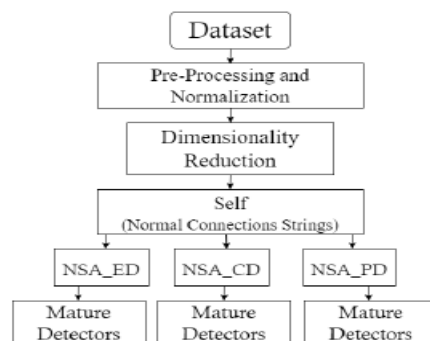 Dataset
Pre-Processing and
Normalization
Dimensionality
Reduction
Self
(Normal Connections Strings)
NSA_ED
NSA_CD
NSA_PD
Mature
Detectors
Mature
Detectors
Mature
Detectors